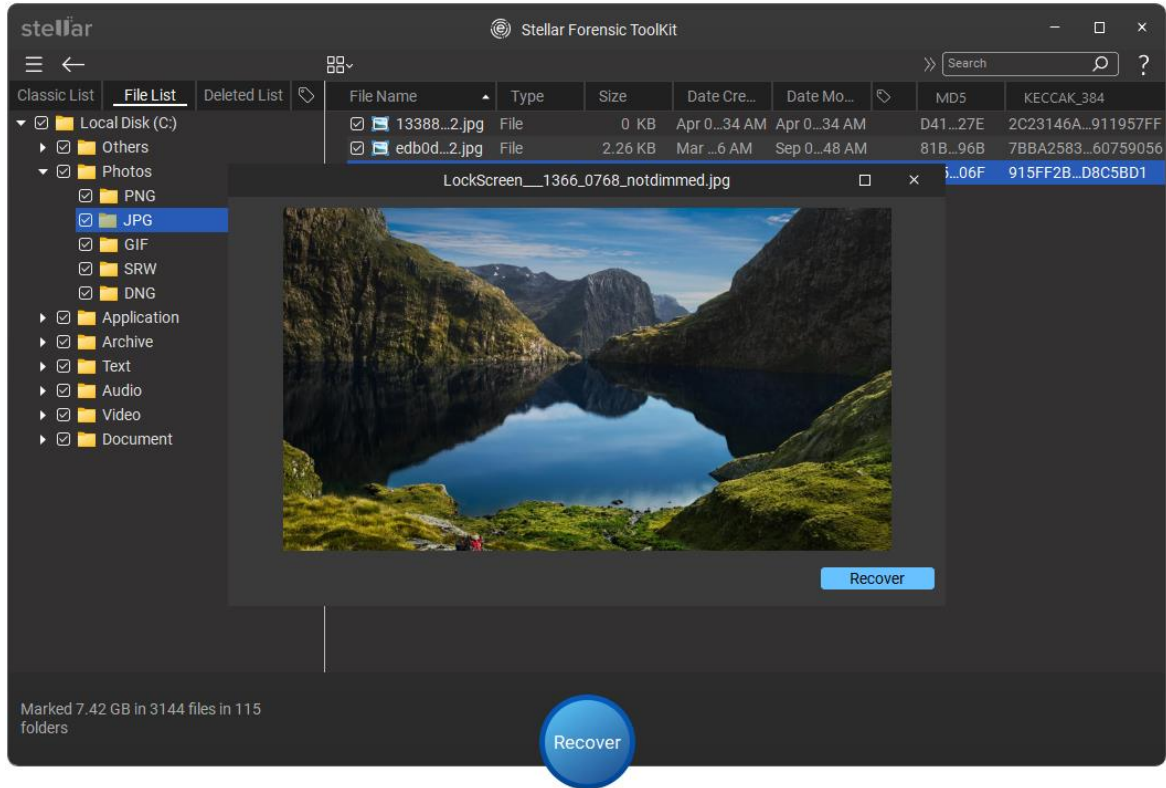 stellar
Stellar Forensic ToolKit
Search
?
Classic List File List Deleted List
File Name Type Size Date Cre... Date Mo... MD5 KECCAK_384
Local Disk (C:)
Others
Photos
PNG
JPG
GIF
SRW
DNG
Application
Archive
Text
Audio
Video
Document
13388...2.jpg File 0 KB Apr 0...34 AM Apr 0...34 AM D41...27E 2C23146A...911957FF
edb0d...2.jpg File 2.26 KB Mar ...6 AM Sep 0...48 AM 81B...96B 7BBA2583...60759056
...06F 915FF2B...D8C5BD1
LockScreen___1366_0768_notdimmed.jpg
Recover
Marked 7.42 GB in 3144 files in 115
folders
Recover